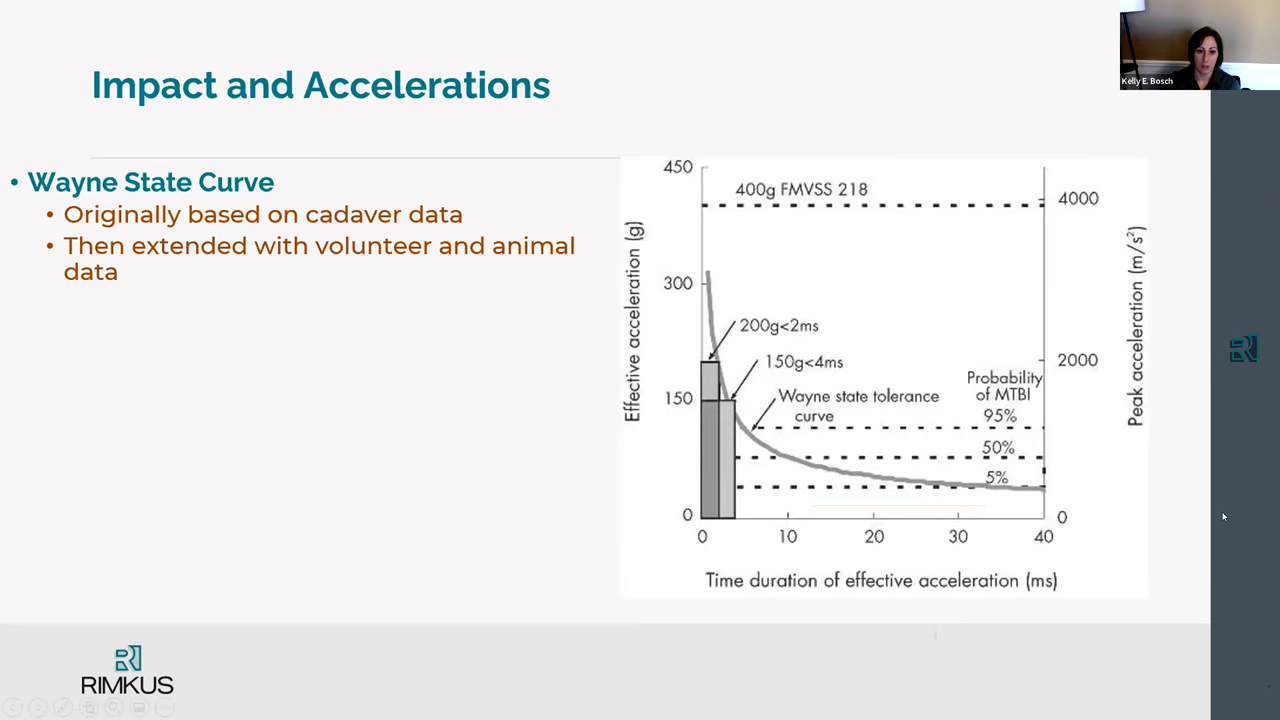 Kelly E. Bosch
Impact and Accelerations
• Wayne State Curve
• Originally based on cadaver data
• Then extended with volunteer and animal
data
450
300
150
0
Effective acceleration (g)
400g FMVSS 218
200g<2ms
150g<4ms
Wayne state tolerance
curve
Probability
of MTBI
95%
50%
5%
4000
2000
0
Peak acceleration (m/s²)
0 10 20 30 40
Time duration of effective acceleration (ms)
RIMKUS